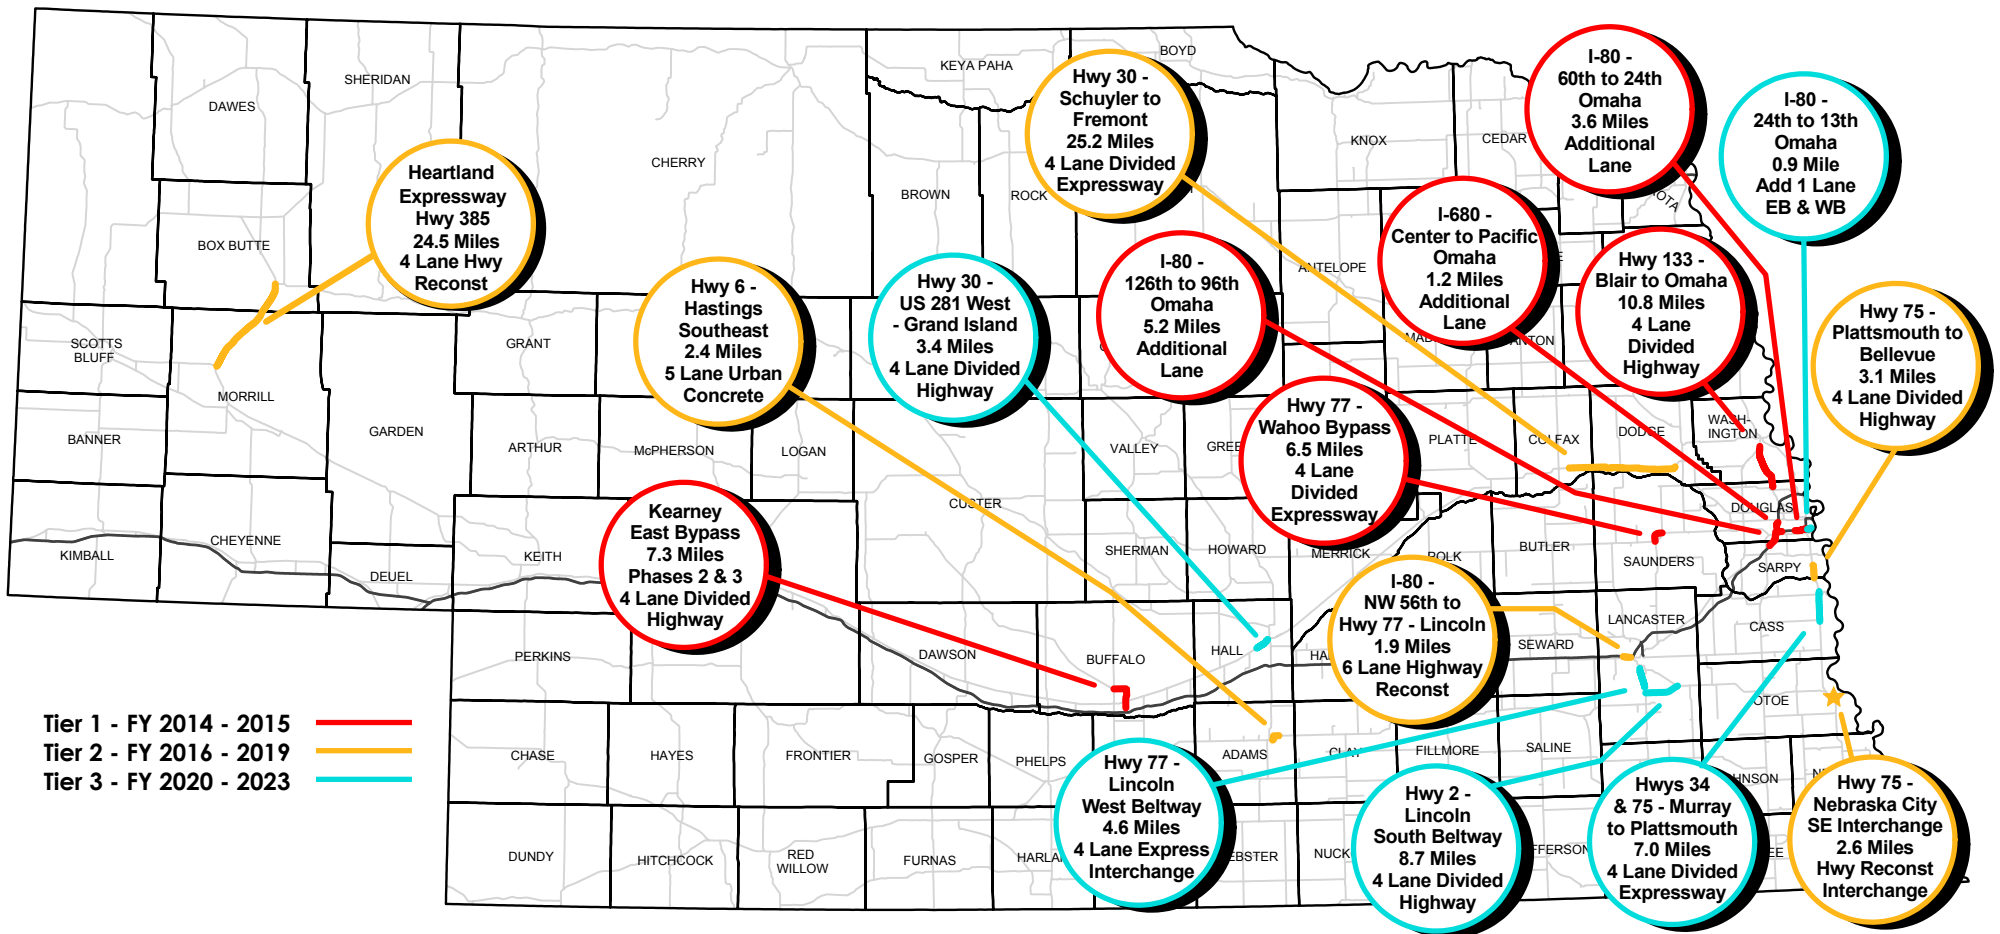 BOYD
KEYA PAHA
SHERIDAN
DAWES
CHERRY
KNOX
CEDAR
BROWN
ROCK
BOX BUTTE
ANTELOPE
SCOTTS
BLUFF
GRANT
MORRILL
GARDEN
BANNER
ARTHUR
McPHERSON
LOGAN
VALLEY
PLATTE
COLFAX
DODGE
WASH-
INGTON
CUSTER
DOUGLAS
KIMBALL
CHEYENNE
DEUEL
KEITH
SHERMAN
HOWARD
MERRICK
POLK
BUTLER
SAUNDERS
SARPY
PERKINS
DAWSON
BUFFALO
HALL
SEWARD
LANCASTER
CASS
CHASE
HAYES
FRONTIER
GOSPER
PHELPS
ADAMS
CLAY
FILLMORE
SALINE
OTOE
DUNDY
HITCHCOCK
RED
WILLOW
FURNAS
Heartland
Expressway
Hwy 385
24.5 Miles
4 Lane Hwy
Reconst
Hwy 6 -
Hastings
Southeast
2.4 Miles
5 Lane Urban
Concrete
Hwy 30 -
US 281 West
- Grand Island
3.4 Miles
4 Lane Divided
Highway
Hwy 30 -
Schuyler to
Fremont
25.2 Miles
4 Lane Divided
Expressway
I-80 -
126th to 96th
Omaha
5.2 Miles
Additional
Lane
I-680 -
Center to Pacific
Omaha
1.2 Miles
Additional
Lane
I-80 -
60th to 24th
Omaha
3.6 Miles
Additional
Lane
I-80 -
24th to 13th
Omaha
0.9 Mile
Add 1 Lane
EB & WB
Hwy 133 -
Blair to Omaha
10.8 Miles
4 Lane
Divided
Highway
Hwy 75 -
Plattsmouth to
Bellevue
3.1 Miles
4 Lane Divided
Highway
Hwy 77 -
Wahoo Bypass
6.5 Miles
4 Lane
Divided
Expressway
Kearney
East Bypass
7.3 Miles
Phases 2 & 3
4 Lane Divided
Highway
I-80 -
NW 56th to
Hwy 77 - Lincoln
1.9 Miles
6 Lane Highway
Reconst
Hwy 77 -
Lincoln
West Beltway
4.6 Miles
4 Lane Express
Interchange
Hwy 2 -
Lincoln
South Beltway
8.7 Miles
4 Lane Divided
Highway
Hwys 34
& 75 - Murray
to Plattsmouth
7.0 Miles
4 Lane Divided
Expressway
Hwy 75 -
Nebraska City
SE Interchange
2.6 Miles
Hwy Reconst
Interchange
Tier 1 - FY 2014 - 2015
Tier 2 - FY 2016 - 2019
Tier 3 - FY 2020 - 2023